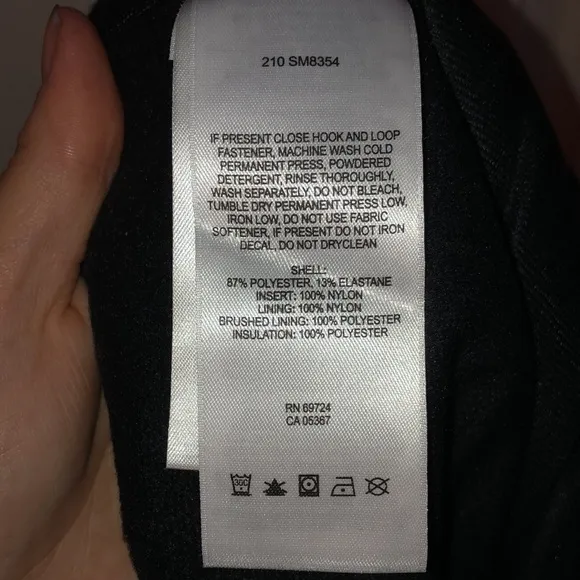 210 SM8354
IF PRESENT CLOSE HOOK AND LOOP
FASTENER, MACHINE WASH COLD
PERMANENT PRESS, POWDERED
DETERGENT, RINSE THOROUGHLY,
WASH SEPARATELY, DO NOT BLEACH,
TUMBLE DRY PERMANENT PRESS LOW,
IRON LOW, DO NOT USE FABRIC
SOFTENER, IF PRESENT DO NOT IRON
DECAL, DO NOT DRYCLEAN
SHELL:
87% POLYESTER, 13% ELASTANE
INSERT: 100% NYLON
LINING: 100% NYLON
BRUSHED LINING: 100% POLYESTER
INSULATION: 100% POLYESTER
RN 69724
CA 05367
30C